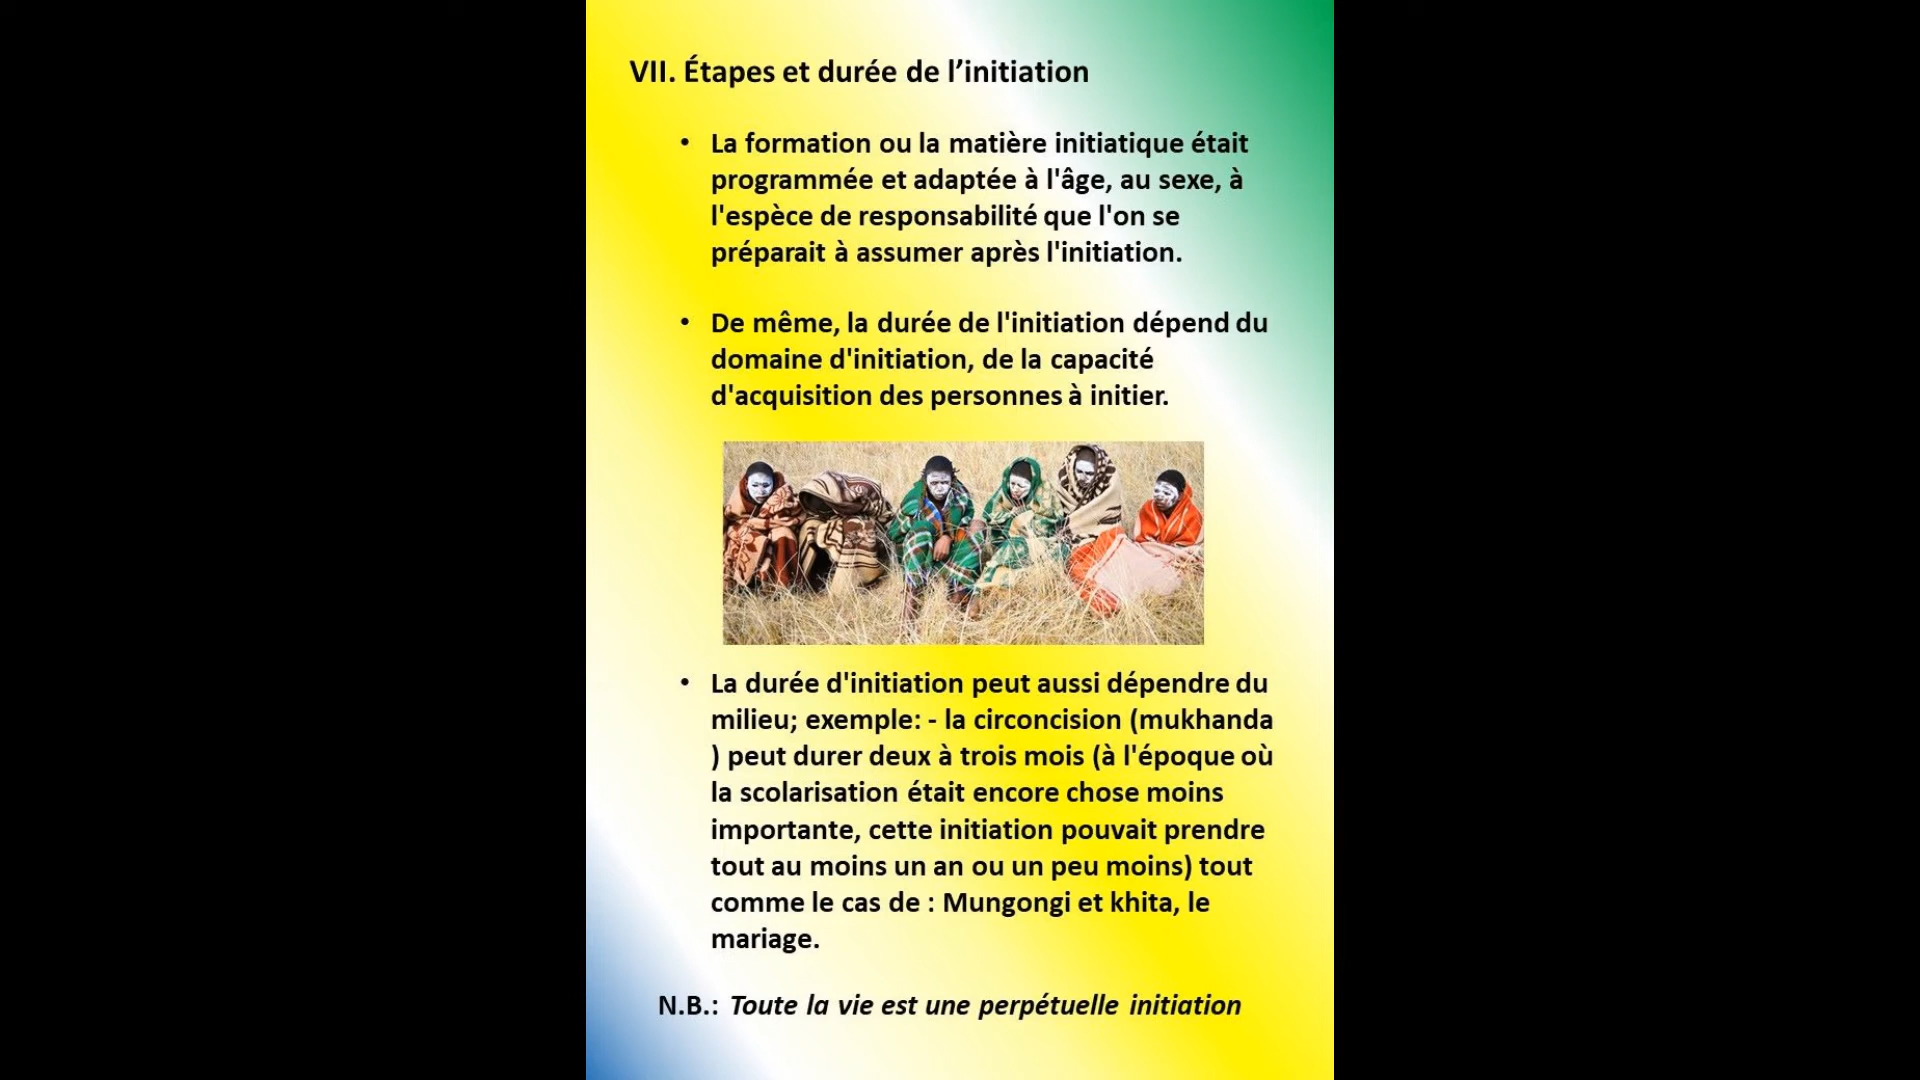 VII. Étapes et durée de l’initiation
• La formation ou la matière initiatique était
programmée et adaptée à l'âge, au sexe, à
l'espèce de responsabilité que l'on se
préparait à assumer après l'initiation.
• De même, la durée de l'initiation dépend du
domaine d'initiation, de la capacité
d'acquisition des personnes à initier.
• La durée d'initiation peut aussi dépendre du
milieu; exemple: - la circoncision (mukhanda
) peut durer deux à trois mois (à l'époque où
la scolarisation était encore chose moins
importante, cette initiation pouvait prendre
tout au moins un an ou un peu moins) tout
comme le cas de : Mungongi et khita, le
mariage.
N.B.: Toute la vie est une perpétuelle initiation